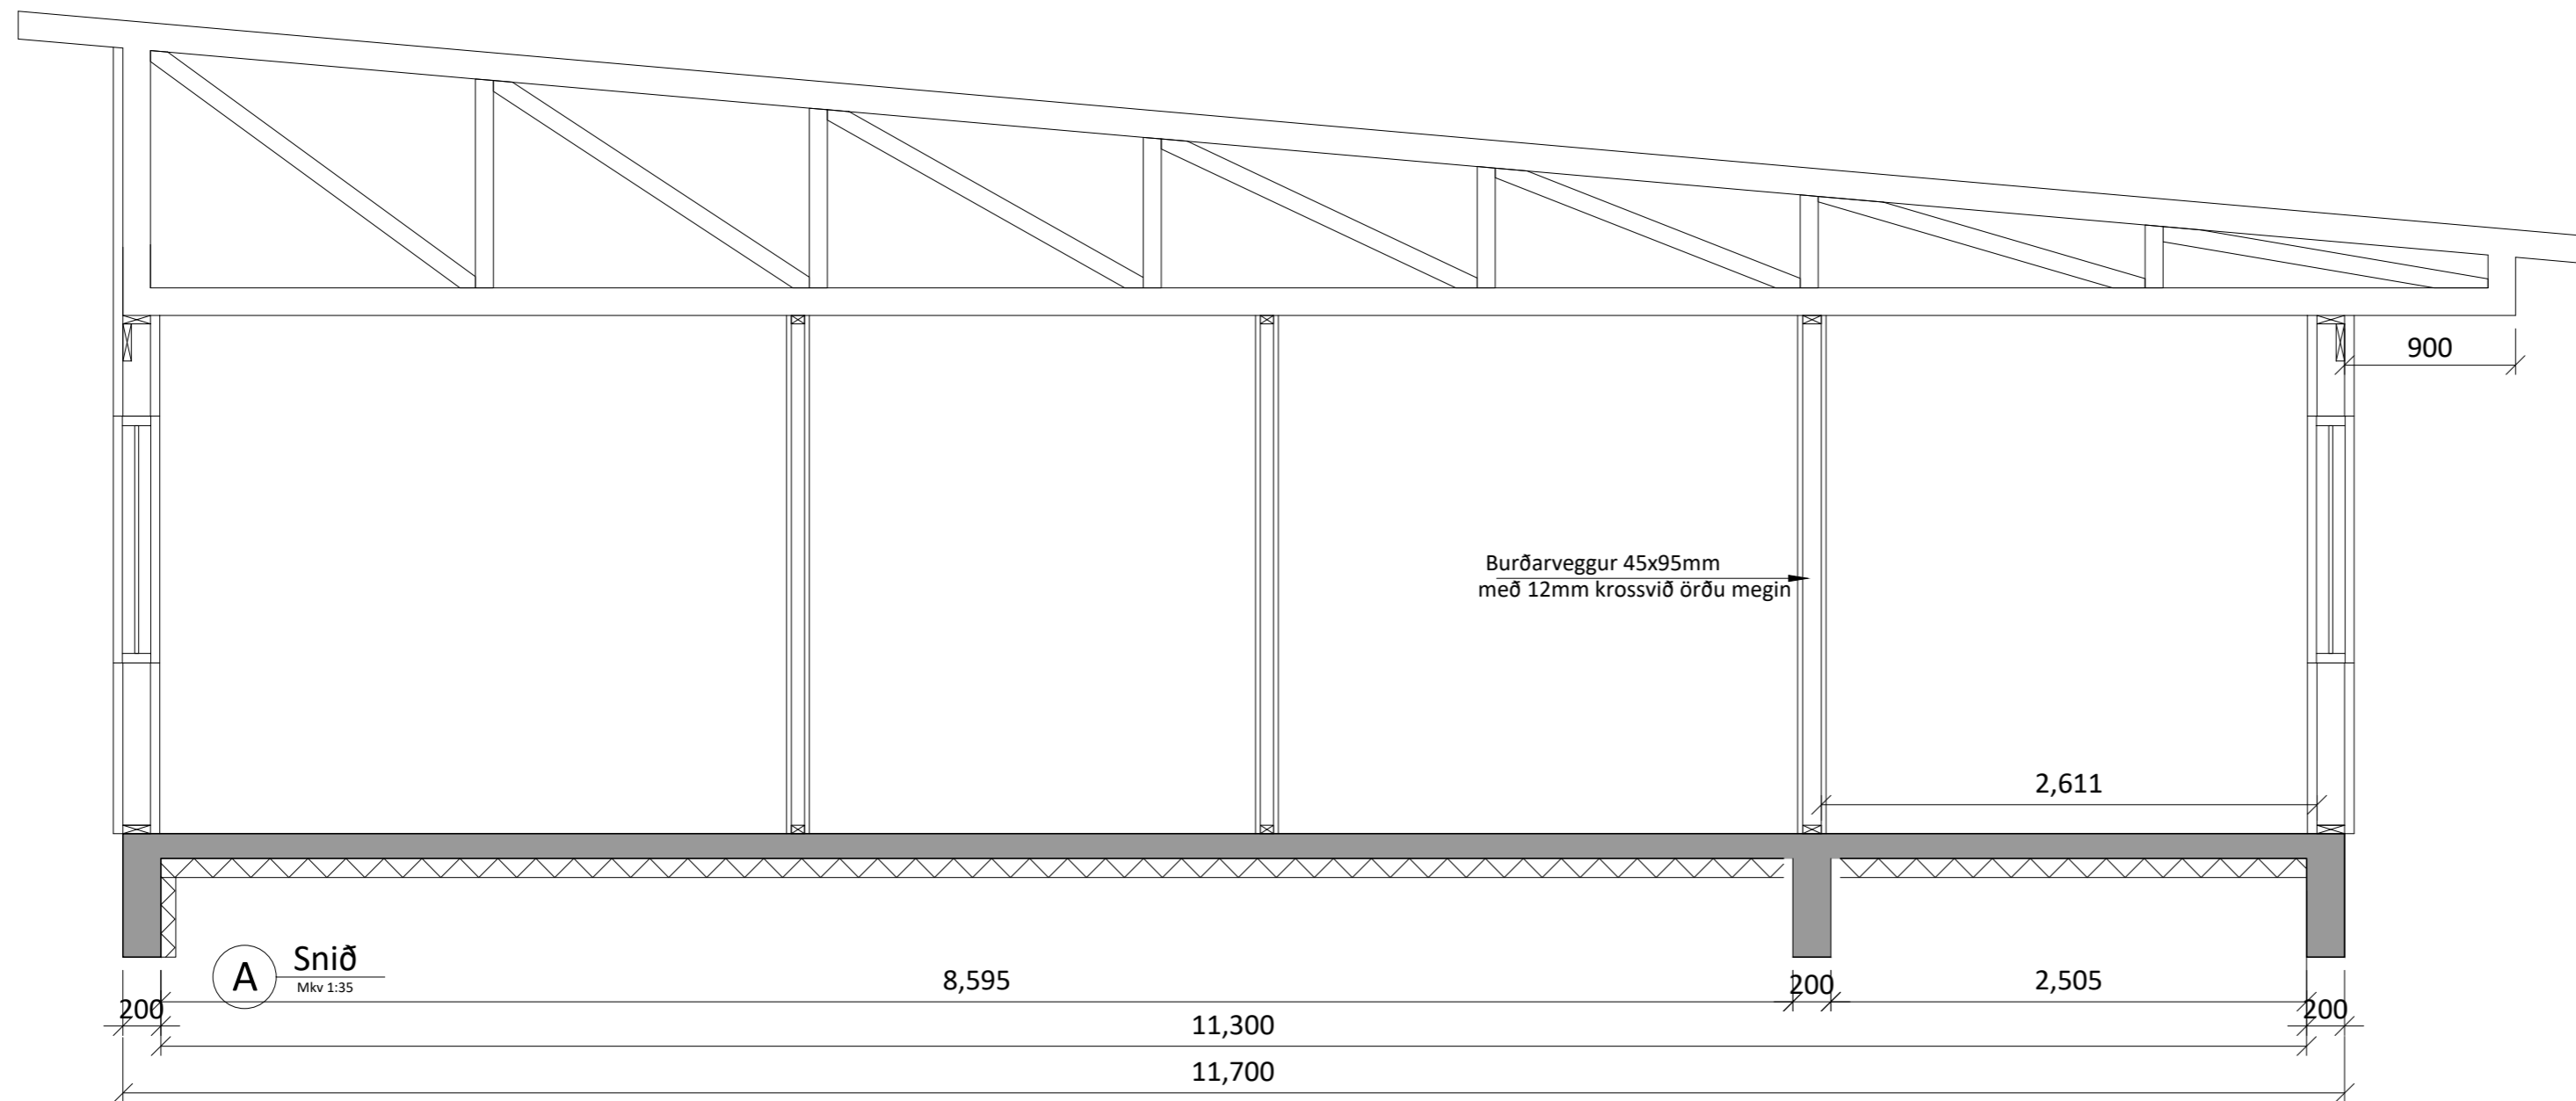 900
Burðarveggur 45x95mm
með 12mm krossvið örðu megin
2,611
A
Snið
Mkv 1:35
8,595
200
2,505
200
200
11,300
11,700